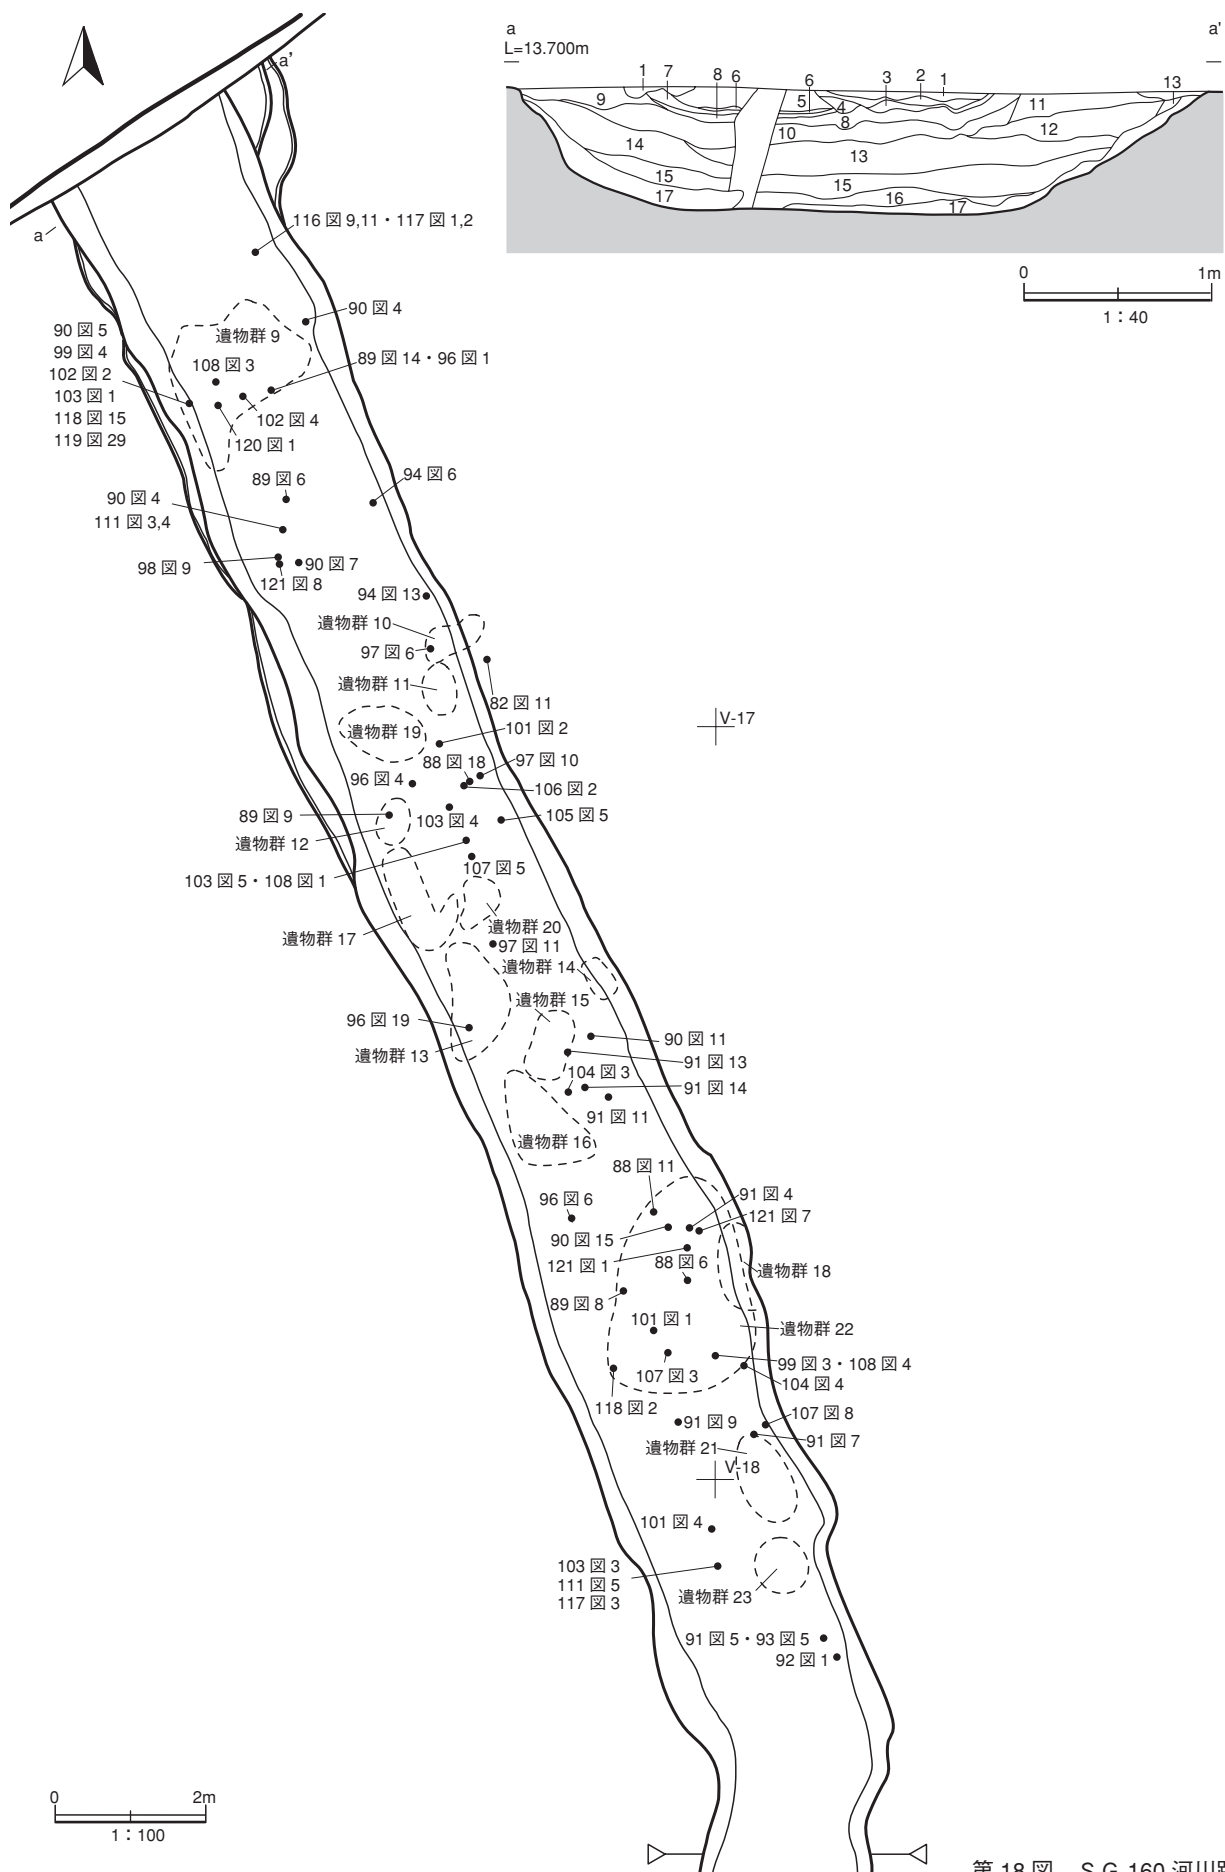 a
a'
L=13.700m
1 7 8 6 6 3 2 1 13
9 5 4 8 11
10 12
14 13
15 15
17 16 17
0 1m
1：40
a'
a
116 図 9,11・117 図 1,2
90 図 4
遺物群 9
90 図 5
99 図 4
102 図 2
103 図 1
118 図 15
119 図 29
108 図 3
89 図 14・96 図 1
102 図 4
120 図 1
89 図 6
94 図 6
90 図 4
111 図 3,4
98 図 9
90 図 7
121 図 8
94 図 13
遺物群 10
97 図 6
遺物群 11
82 図 11
V-17
遺物群 19
101 図 2
88 図 18
97 図 10
96 図 4
106 図 2
89 図 9
103 図 4
105 図 5
遺物群 12
107 図 5
103 図 5・108 図 1
遺物群 20
遺物群 17
97 図 11
遺物群 14
遺物群 15
96 図 19
90 図 11
遺物群 13
91 図 13
104 図 3
91 図 14
91 図 11
遺物群 16
88 図 11
96 図 6
91 図 4
121 図 7
90 図 15
121 図 1
88 図 6
遺物群 18
89 図 8
101 図 1
遺物群 22
99 図 3・108 図 4
107 図 3
104 図 4
118 図 2
91 図 9
107 図 8
91 図 7
遺物群 21
V-18
101 図 4
103 図 3
111 図 5
117 図 3
遺物群 23
91 図 5・93 図 5
92 図 1
0 2m
1：100
第 18 図 ＳＧ 160 河川跡